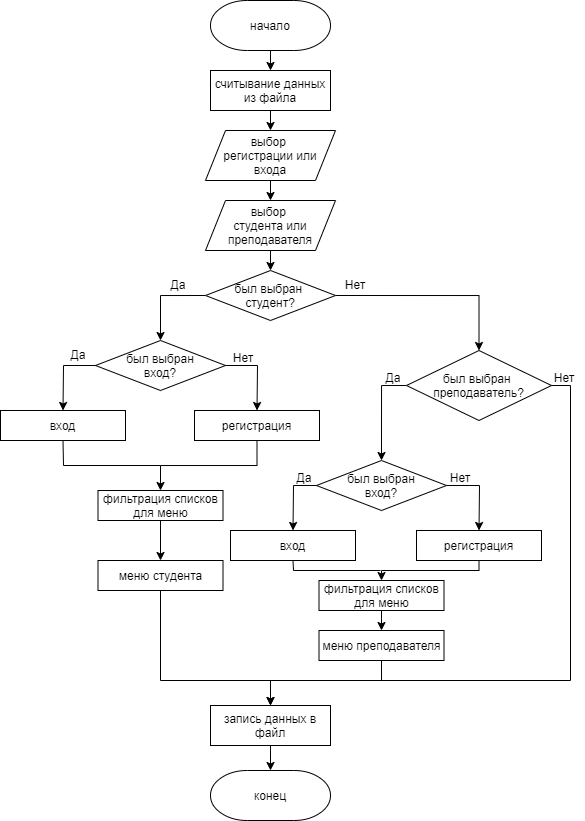 начало
считывание данных
из файла
выбор
регистрации или
входа
выбор
студента или
преподавателя
Да
был выбран
студент?
Нет
Да
был выбран
вход?
Нет
Да
был выбран
преподаватель?
Нет
вход
регистрация
Да
был выбран
вход?
Нет
фильтрация списков
для меню
вход
регистрация
меню студента
фильтрация списков
для меню
меню преподавателя
запись данных в
файл
конец